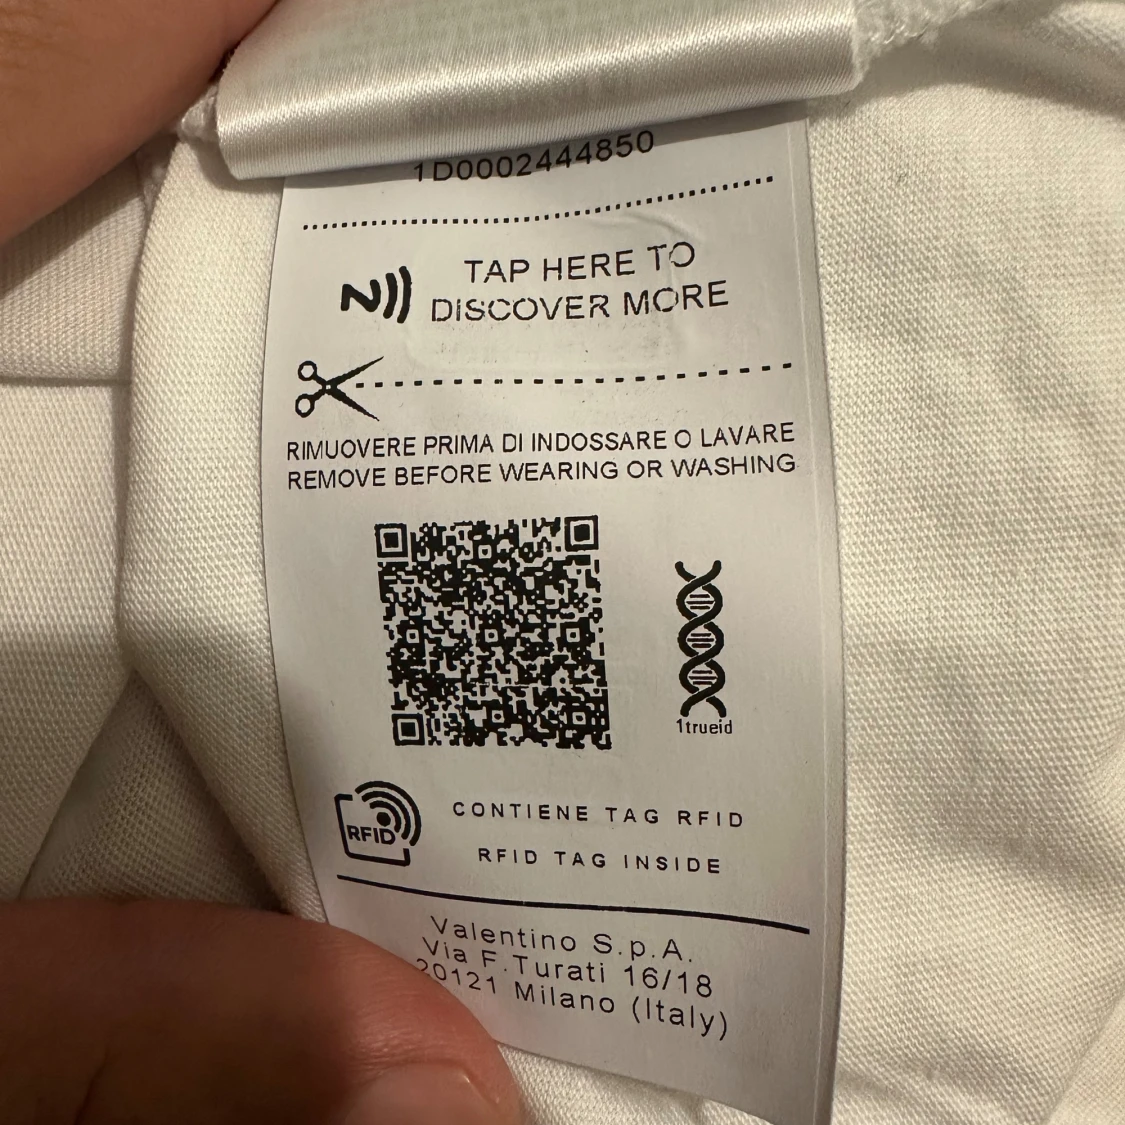 1D0002444850
TAP HERE TO
DISCOVER MORE
RIMUOVERE PRIMA DI INDOSSARE O LAVARE
REMOVE BEFORE WEARING OR WASHING
1trueid
RFID
CONTIENE TAG RFID
RFID TAG INSIDE
Valentino S.p.A.
Via F.Turati 16/18
20121 Milano (Italy)